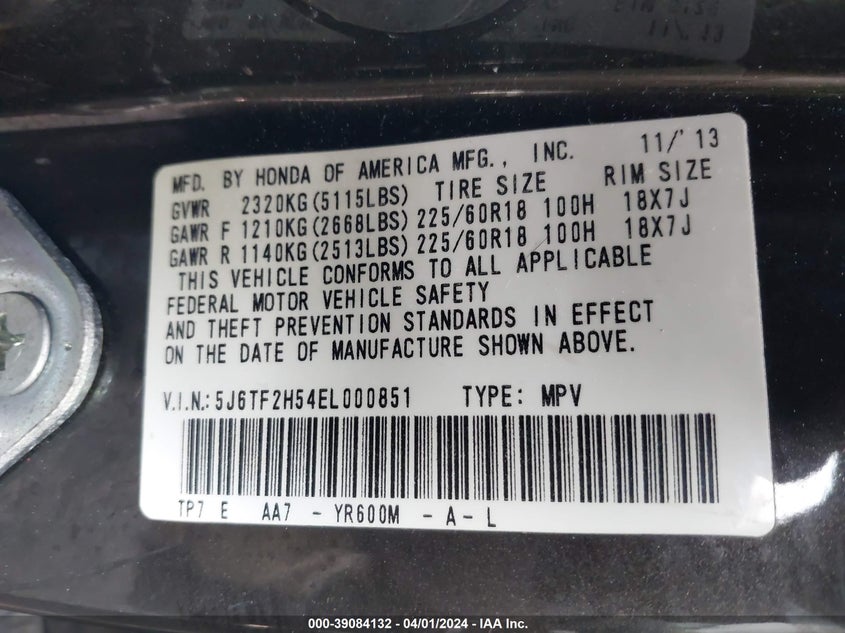 11/'13
MFD. BY HONDA OF AMERICA MFG., INC. 11/'13
GVWR 2320KG(5115LBS) TIRE SIZE RIM SIZE
GAWR F 1210KG(2668LBS) 225/60R18 100H 18X7J
GAWR R 1140KG(2513LBS) 225/60R18 100H 18X7J
THIS VEHICLE CONFORMS TO ALL APPLICABLE
FEDERAL MOTOR VEHICLE SAFETY
AND THEFT PREVENTION STANDARDS IN EFFECT
ON THE DATE OF MANUFACTURE SHOWN ABOVE.
V.I.N.: 5J6TF2H54EL000851 TYPE: MPV
TP7 E AA7 - YR600M - A - L
000-39084132 - 04/01/2024 - IAA Inc.